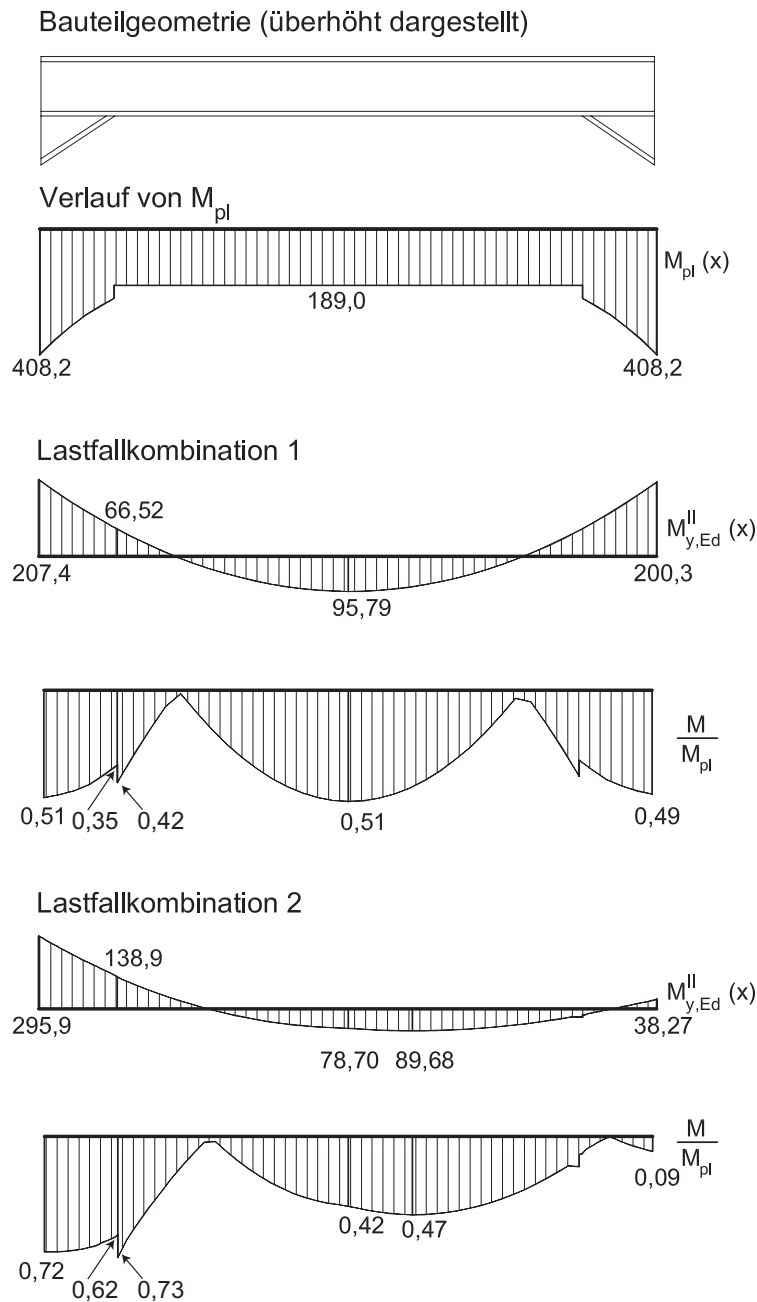 Bauteilgeometrie (überhöht dargestellt)
Verlauf von M_pl
M_pl (x)
189,0
408,2
408,2
Lastfallkombination 1
66,52
M^II_y,Ed (x)
207,4
200,3
95,79
M
M_pl
0,51
0,35
0,42
0,51
0,49
Lastfallkombination 2
138,9
M^II_y,Ed (x)
295,9
38,27
78,70
89,68
M
M_pl
0,09
0,42
0,47
0,72
0,62
0,73